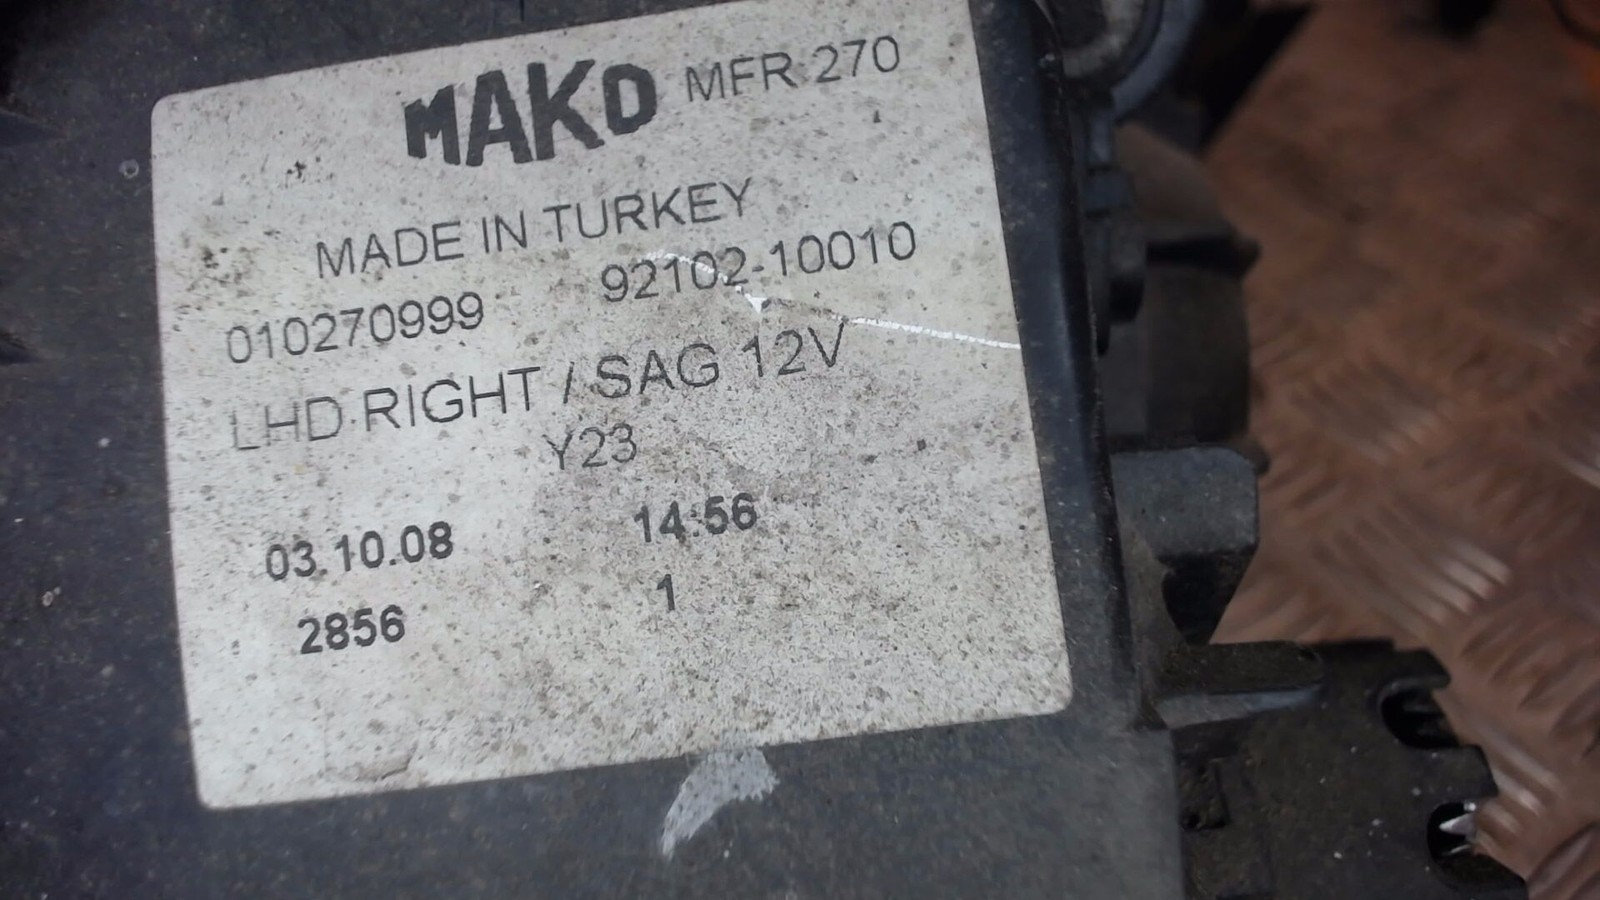 MAKO MFR 270
MADE IN TURKEY
010270999 92102-10010
LHD RIGHT / SAG 12V
Y23
03.10.08 14:56
2856 1